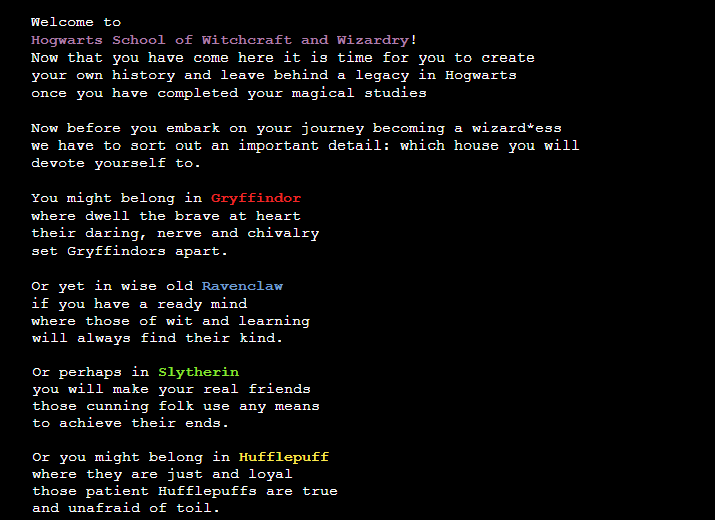 Welcome to
Hogwarts School of Witchcraft and Wizardry!
Now that you have come here it is time for you to create
your own history and leave behind a legacy in Hogwarts
once you have completed your magical studies
Now before you embark on your journey becoming a wizard*ess
we have to sort out an important detail: which house you will
devote yourself to.
You might belong in Gryffindor
where dwell the brave at heart
their daring, nerve and chivalry
set Gryffindors apart.
Or yet in wise old Ravenclaw
if you have a ready mind
where those of wit and learning
will always find their kind.
Or perhaps in Slytherin
you will make your real friends
those cunning folk use any means
to achieve their ends.
Or you might belong in Hufflepuff
where they are just and loyal
those patient Hufflepuffs are true
and unafraid of toil.